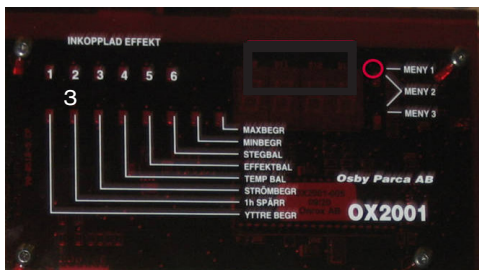 INKOPPLAD EFFEKT
1 2 3 4 5 6
3
MENY 1
MENY 2
MENY 3
MAXBEGR
MINBEGR
STEGBAL
EFFEKTBAL
TEMP BAL
STRÖMBEGR
1h SPÄRR
YTTRE BEGR
Osby Parca AB
OX2001